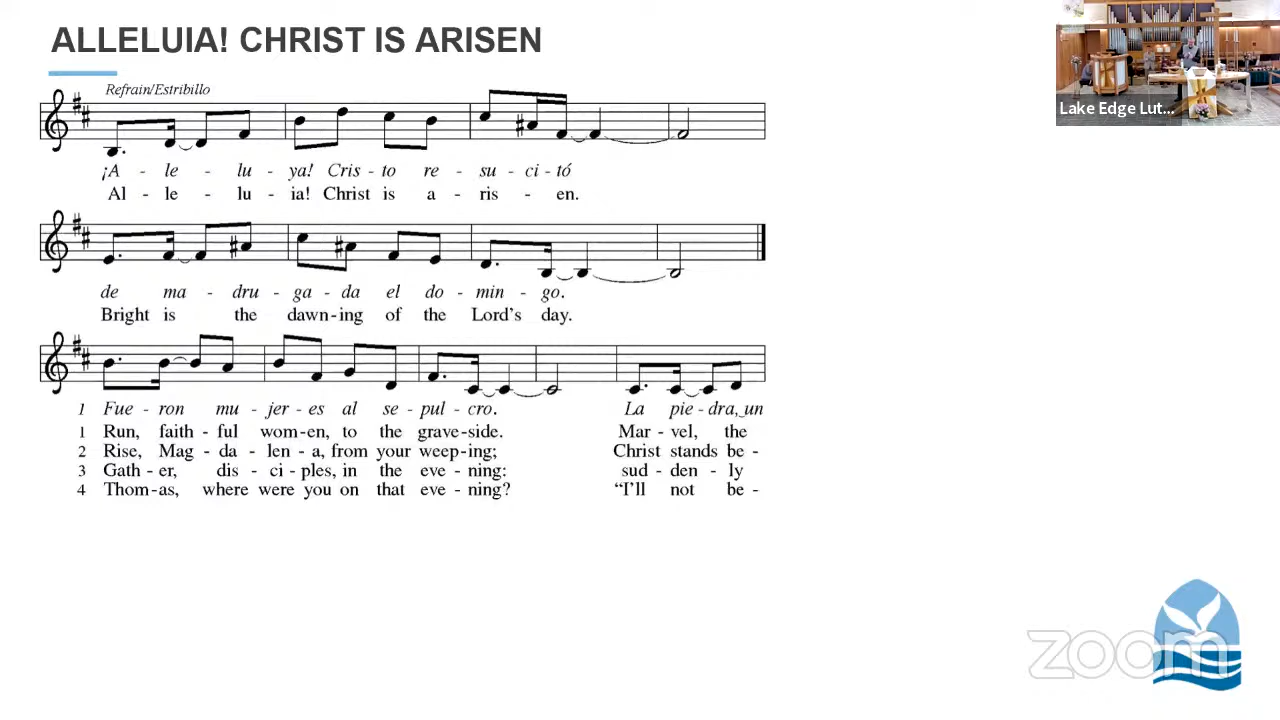 ALLELUIA! CHRIST IS ARISEN
Lake Edge Lut...
Refrain/Estribillo
¡A - le - lu - ya! Cris - to re - su - ci - tó
Al - le - lu - ia! Christ is a - ris - en.
de ma - dru - ga - da el do - min - go.
Bright is the dawn - ing of the Lord's day.
1 Fue - ron mu - jer - es al se - pul - cro. La pie - dra,‿un
1 Run, faith - ful wom - en, to the grave - side. Mar - vel, the
2 Rise, Mag - da - len - a, from your weep - ing; Christ stands be -
3 Gath - er, dis - ci - ples, in the eve - ning: sud - den - ly
4 Thom - as, where were you on that eve - ning? “I'll not be -
zoom